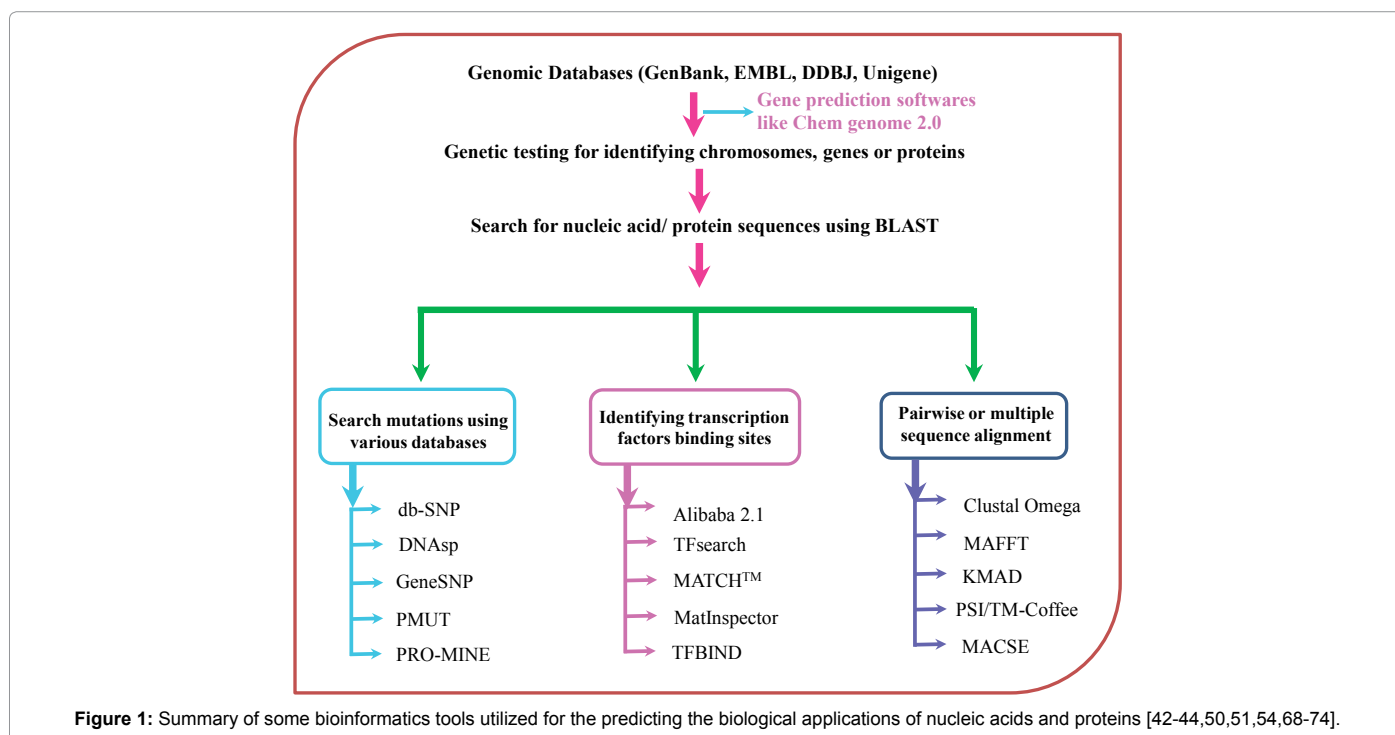 Genomic Databases (GenBank, EMBL, DDBJ, Unigene)
Gene prediction softwares
like Chem genome 2.0
Genetic testing for identifying chromosomes, genes or proteins
Search for nucleic acid/ protein sequences using BLAST
Search mutations using
various databases
db-SNP
DNAsp
GeneSNP
PMUT
PRO-MINE
Identifying transcription
factors binding sites
Alibaba 2.1
TFsearch
MATCH™
MatInspector
TFBIND
Pairwise or multiple
sequence alignment
Clustal Omega
MAFFT
KMAD
PSI/TM-Coffee
MACSE
Figure 1: Summary of some bioinformatics tools utilized for the predicting the biological applications of nucleic acids and proteins [42-44,50,51,54,68-74].